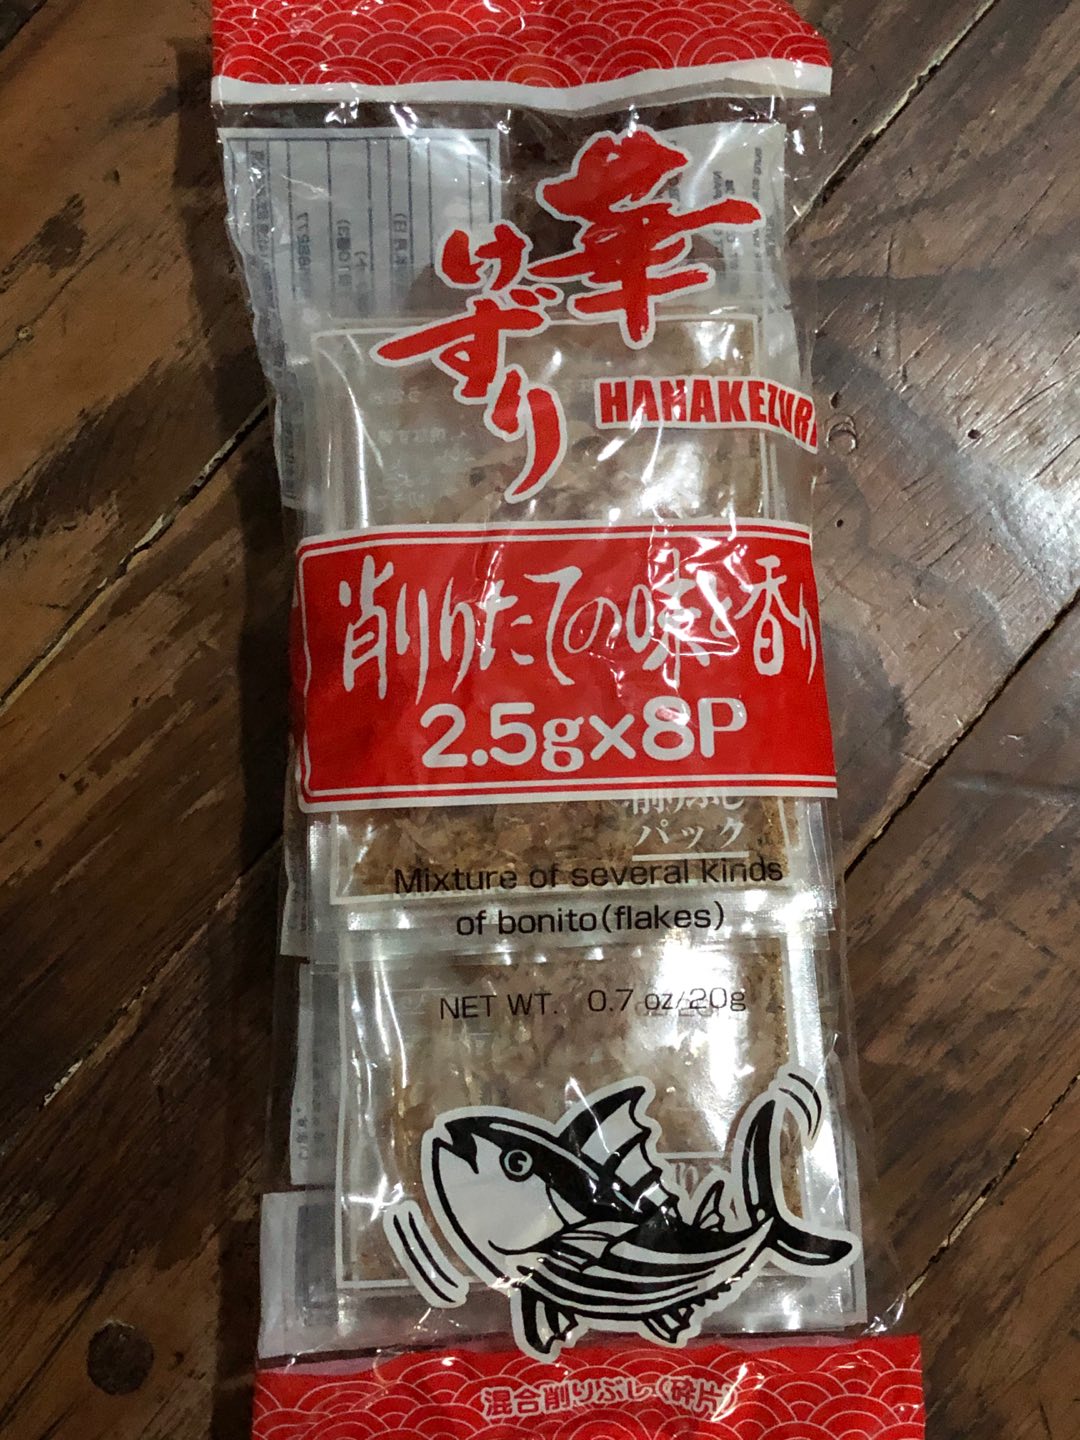 華
けずり
HANAKEZURI
削りたての味と香り
2.5g×8P
削りぶし
パック
Mixture of several kinds
of bonito(flakes)
NET WT. 0.7 oz/20g
混合削りぶし(砕片)